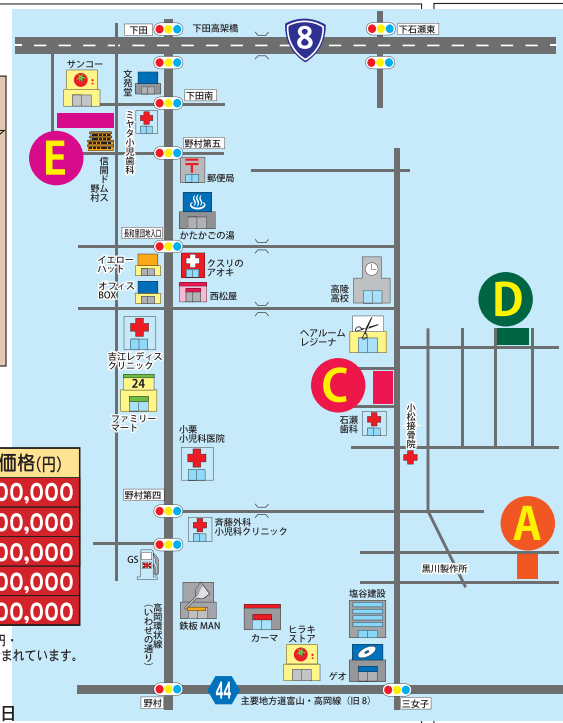 下田
下田高架橋
8
下石瀬東
サンコー
文苑堂
下田南
ミヤタ小児歯科
E
信開ドムス
野村
野村第五
郵便局
かたかごの湯
長和里団地入口
イエロー
ハット
クスリの
アオキ
オフィス
BOX
西松屋
高陵
高校
D
ヘアルーム
レジーナ
吉江レディス
クリニック
24
ファミリー
マート
C
石瀬
歯科
小松接骨院
小栗
小児科医院
価格(円)
00,000
00,000
00,000
00,000
00,000
野村第四
斉藤外科
小児科クリニック
A
GS
黒川製作所
高岡環状線
(いわせの通り)
鉄板 MAN
カーマ
ヒラキ
ストア
塩谷建設
ゲオ
円・
まれています。
野村
44
主要地方道富山・高岡線（旧 8）
三女子
日